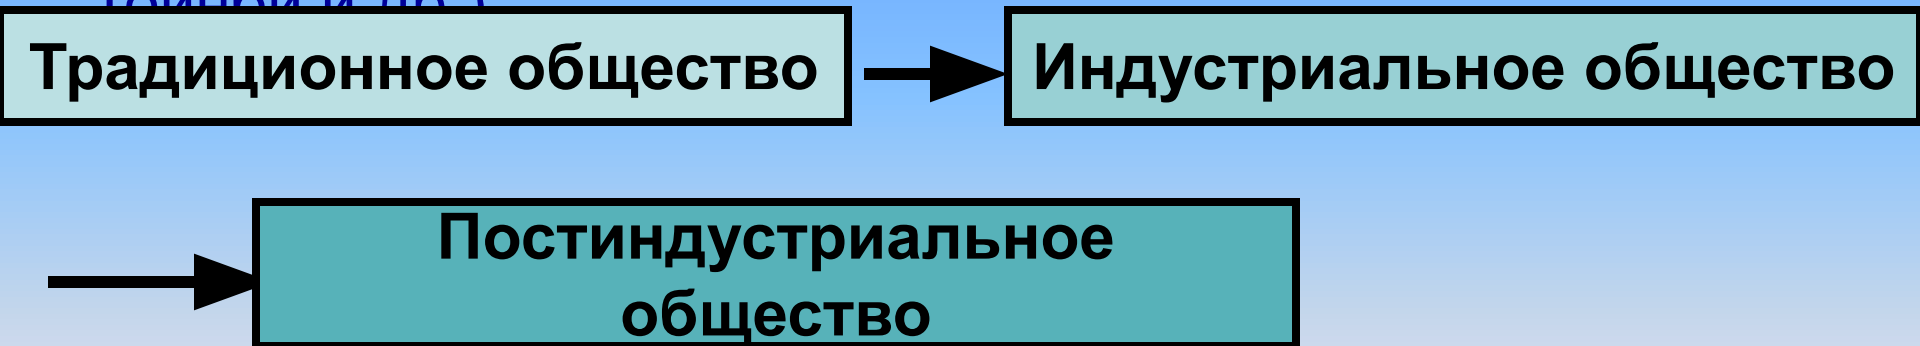 Традиционное общество
Индустриальное общество
Постиндустриальное
общество